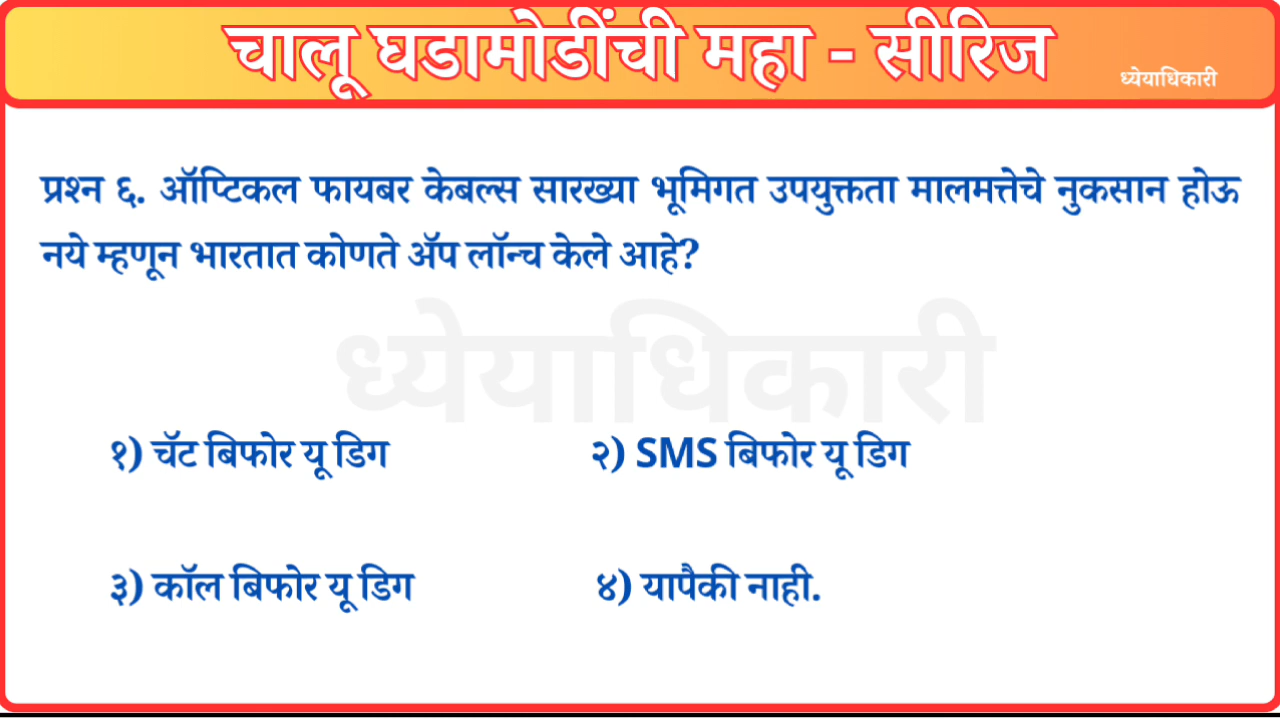 चालू घडामोडींची महा - सीरिज
ध्येयाधिकारी
प्रश्न ६. ऑप्टिकल फायबर केबल्स सारख्या भूमिगत उपयुक्तता मालमत्तेचे नुकसान होऊ
नये म्हणून भारतात कोणते ॲप लॉन्च केले आहे?
ध्येयाधिकारी
१) चॅट बिफोर यू डिग २) SMS बिफोर यू डिग
३) कॉल बिफोर यू डिग ४) यापैकी नाही.